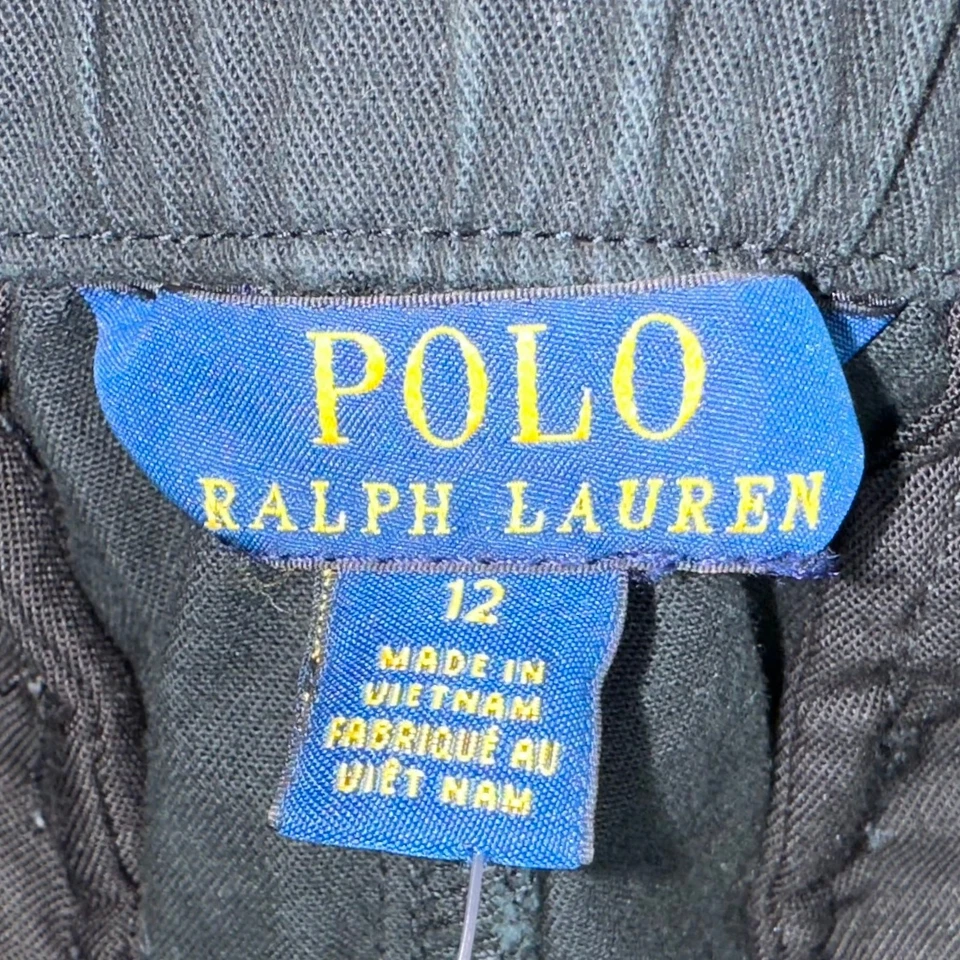 POLO
RALPH LAUREN
12
MADE IN
VIETNAM
FABRIQUÉ AU
VIÊT NAM